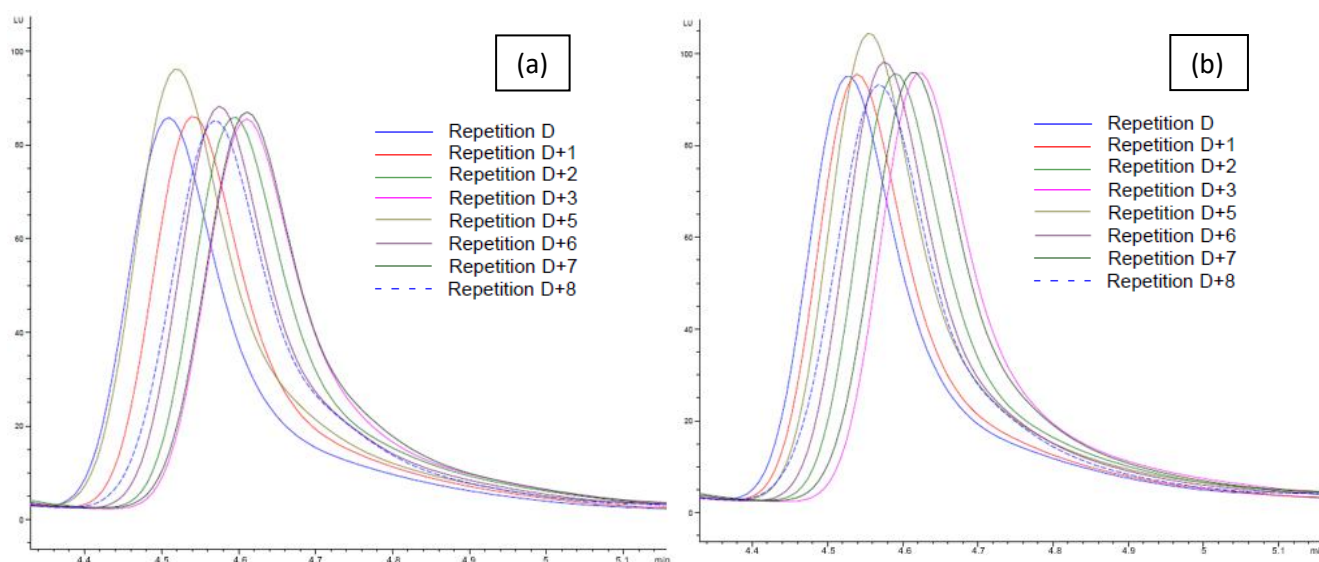 LU
100
80
60
40
20
0
4.4 4.5 4.6 4.7 4.8 4.9 5 5.1 min
(a)
Repetition D
Repetition D+1
Repetition D+2
Repetition D+3
Repetition D+5
Repetition D+6
Repetition D+7
Repetition D+8
LU
100
80
60
40
20
0
4.4 4.5 4.6 4.7 4.8 4.9 5 5.1
(b)
Repetition D
Repetition D+1
Repetition D+2
Repetition D+3
Repetition D+5
Repetition D+6
Repetition D+7
Repetition D+8